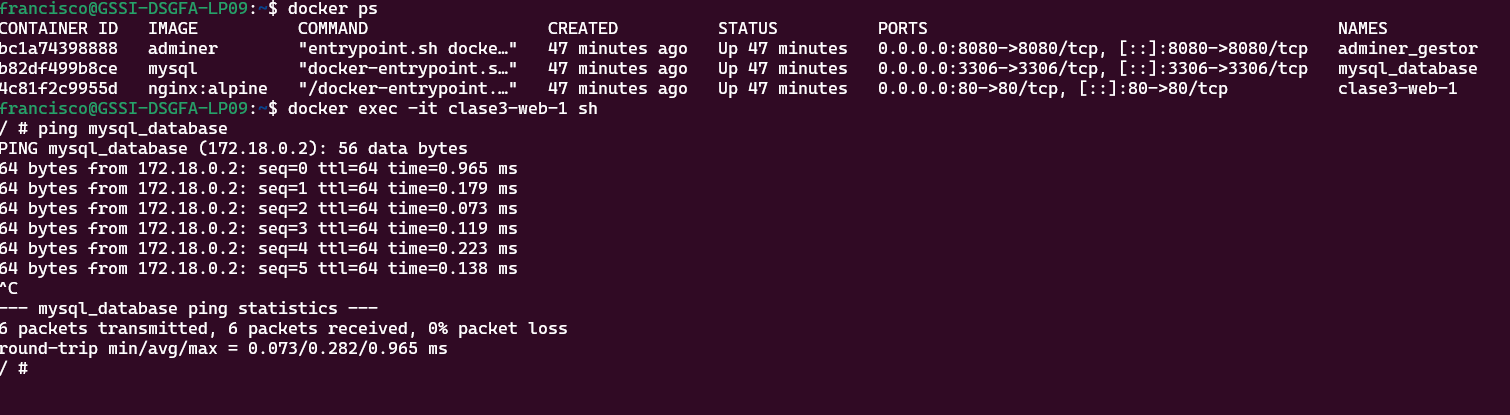 francisco@GSSI-DSGFA-LP09:~$ docker ps
CONTAINER ID   IMAGE          COMMAND                  CREATED          STATUS          PORTS                                         NAMES
bc1a74398888   adminer        "entrypoint.sh docke…"   47 minutes ago   Up 47 minutes   0.0.0.0:8080->8080/tcp, [::]:8080->8080/tcp   adminer_gestor
b82df499b8ce   mysql          "docker-entrypoint.s…"   47 minutes ago   Up 47 minutes   0.0.0.0:3306->3306/tcp, [::]:3306->3306/tcp   mysql_database
4c81f2c9955d   nginx:alpine   "/docker-entrypoint.…"   47 minutes ago   Up 47 minutes   0.0.0.0:80->80/tcp, [::]:80->80/tcp           clase3-web-1
francisco@GSSI-DSGFA-LP09:~$ docker exec -it clase3-web-1 sh
/ # ping mysql_database
PING mysql_database (172.18.0.2): 56 data bytes
64 bytes from 172.18.0.2: seq=0 ttl=64 time=0.965 ms
64 bytes from 172.18.0.2: seq=1 ttl=64 time=0.179 ms
64 bytes from 172.18.0.2: seq=2 ttl=64 time=0.073 ms
64 bytes from 172.18.0.2: seq=3 ttl=64 time=0.119 ms
64 bytes from 172.18.0.2: seq=4 ttl=64 time=0.223 ms
64 bytes from 172.18.0.2: seq=5 ttl=64 time=0.138 ms
^C
--- mysql_database ping statistics ---
6 packets transmitted, 6 packets received, 0% packet loss
round-trip min/avg/max = 0.073/0.282/0.965 ms
/ #